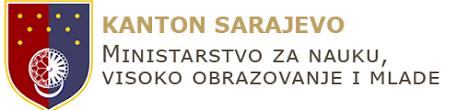 KANTON SARAJEVO
MINISTARSTVO ZA NAUKU,
VISOKO OBRAZOVANJE I MLADE